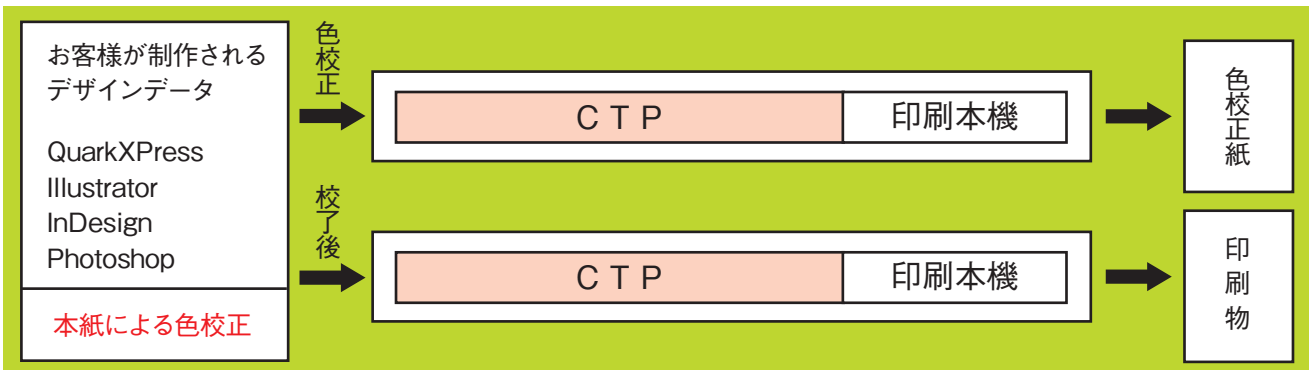 お客様が制作される
デザインデータ
QuarkXPress
Illustrator
InDesign
Photoshop
本紙による色校正
色校正
CTP
印刷本機
色校正紙
校了後
CTP
印刷本機
印刷物